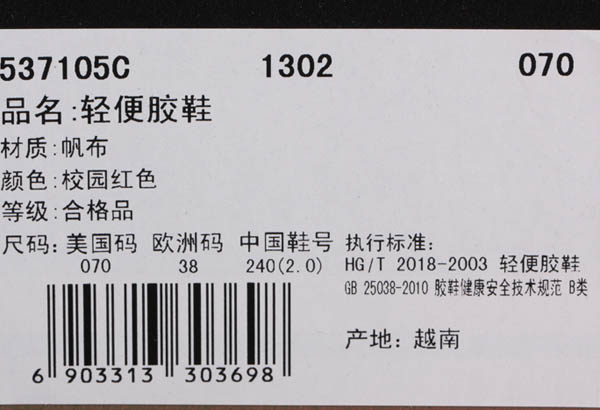 537105C 1302 070
品名:轻便胶鞋
材质:帆布
颜色:校园红色
等级:合格品
尺码: 美国码 欧洲码 中国鞋号
070 38 240(2.0)
执行标准:
HG/T 2018-2003 轻便胶鞋
GB 25038-2010 胶鞋健康安全技术规范 B类
产地: 越南
6 903313 303698